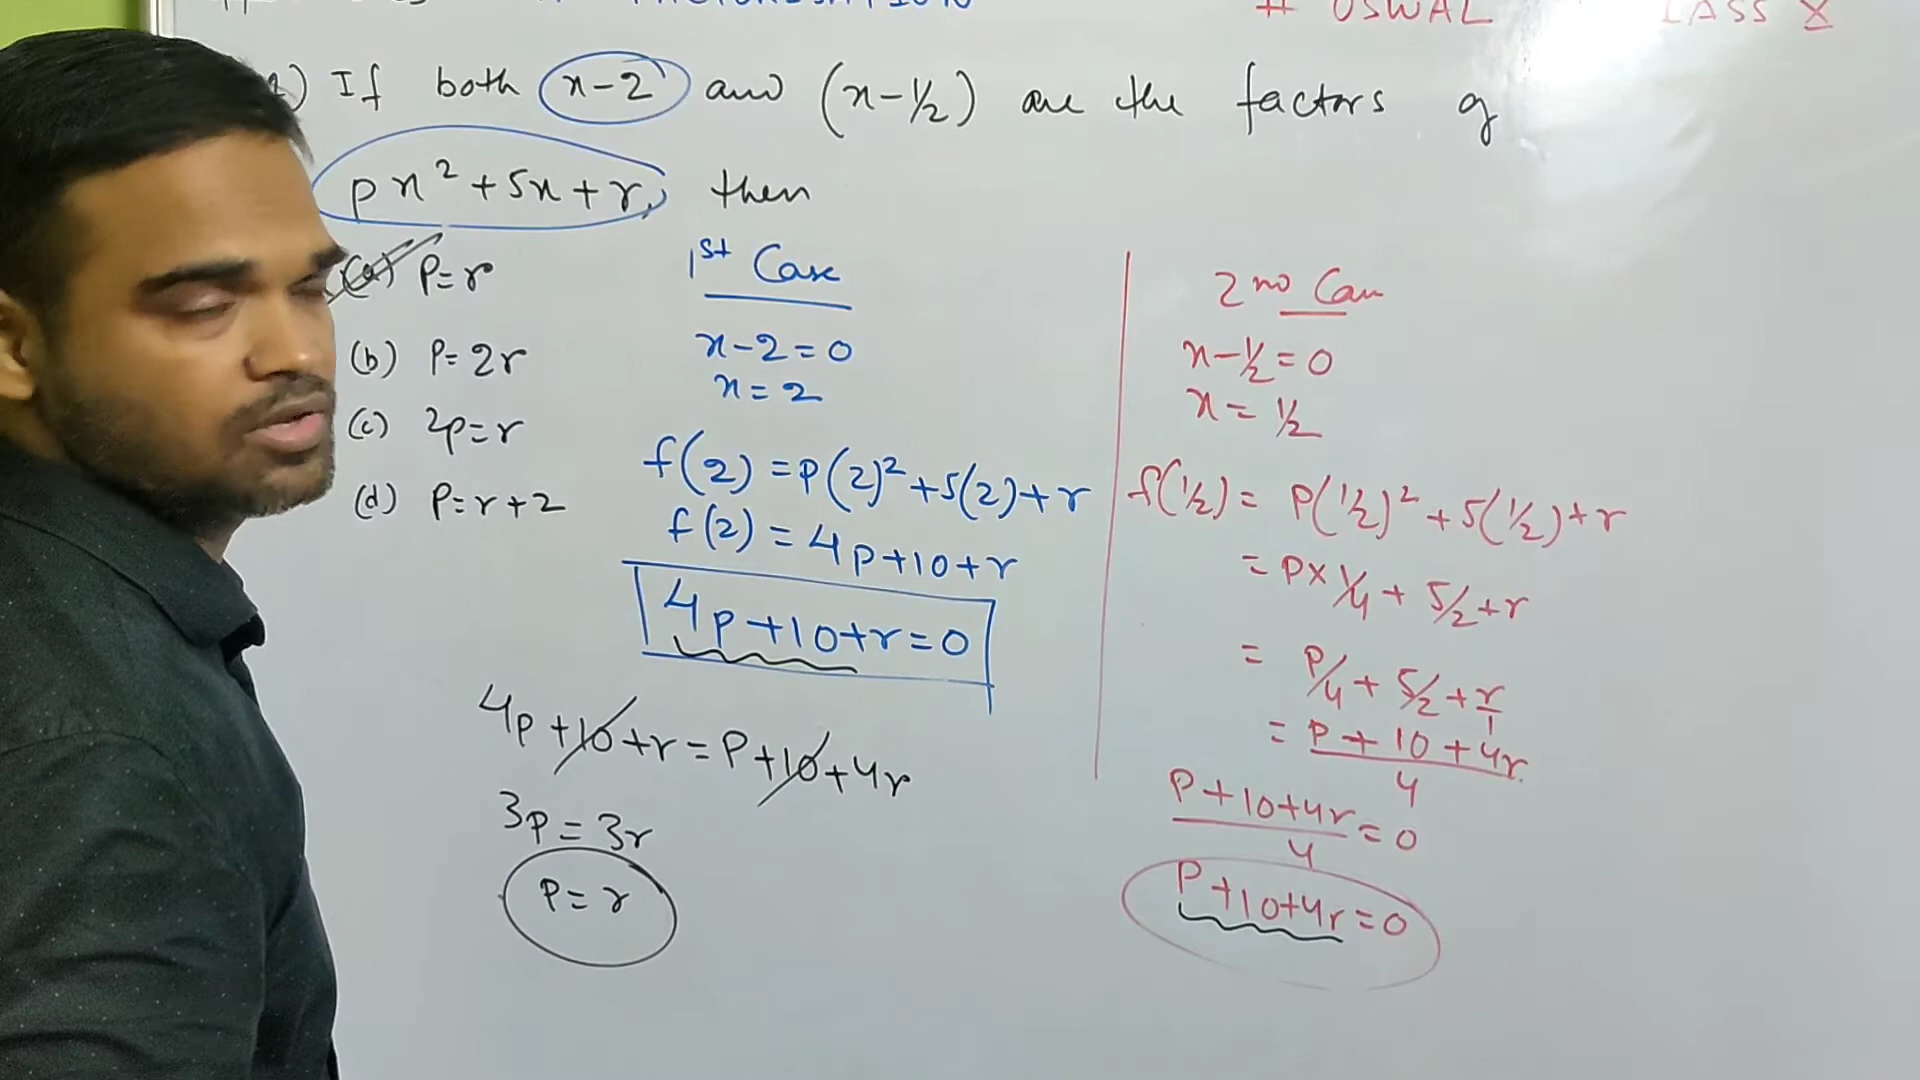 FACTORISATION
# OSWAL CLASS X
) If both x-2 and (x-1/2) are the factors of
px² + 5x + r, then
(a) P = r
(b) P = 2r
(c) 2p = r
(d) P = r + 2
1st Case
x - 2 = 0
x = 2
f(2) = P(2)² + 5(2) + r
f(2) = 4p + 10 + r
4p + 10 + r = 0
4p + 10 + r = P + 10 + 4r
3p = 3r
P = r
2nd Case
x - 1/2 = 0
x = 1/2
f(1/2) = P(1/2)² + 5(1/2) + r
= P × 1/4 + 5/2 + r
= P/4 + 5/2 + r/1
= P + 10 + 4r / 4
P + 10 + 4r / 4 = 0
P + 10 + 4r = 0